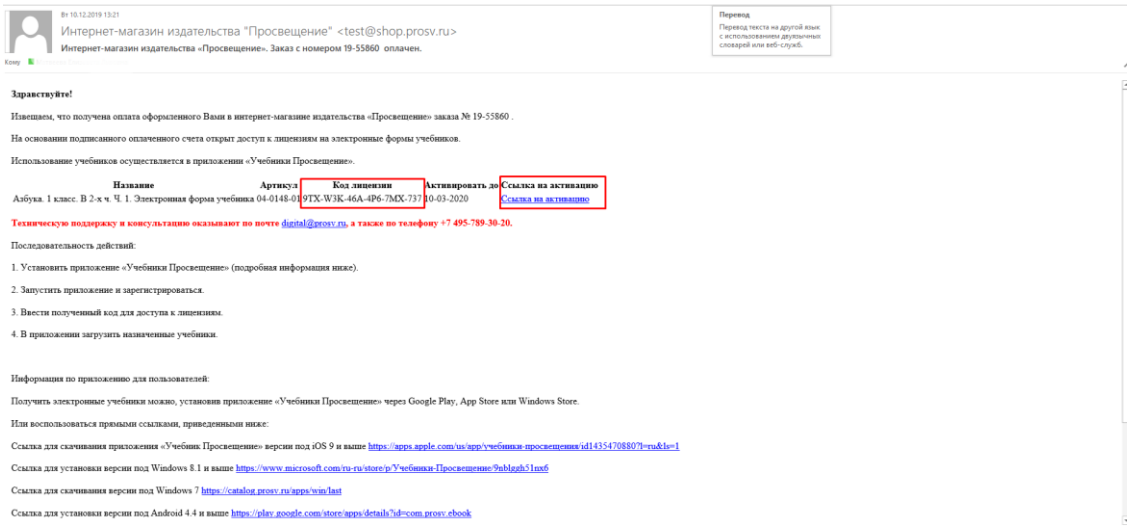 Вт 10.12.2019 13:21
Интернет-магазин издательства "Просвещение" <test@shop.prosv.ru>
Интернет-магазин издательства «Просвещение». Заказ с номером 19-55860 оплачен.
Кому
Перевод
Перевод текста на другой язык
с использованием двуязычных
словарей или веб-служб.
Здравствуйте!
Извещаем, что получена оплата оформленного Вами в интернет-магазине издательства «Просвещение» заказа № 19-55860 .
На основании подписанного оплаченного счета открыт доступ к лицензиям на электронные формы учебников.
Использование учебников осуществляется в приложении «Учебники Просвещение».
Название Артикул Код лицензии Активировать до Ссылка на активацию
Азбука. 1 класс. В 2-х ч. Ч. 1. Электронная форма учебника 04-0148-01 9TX-W3K-46A-4P6-7MX-737 10-03-2020 Ссылка на активацию
Техническую поддержку и консультацию оказывают по почте digital@prosv.ru, а также по телефону +7 495-789-30-20.
Последовательность действий:
1. Установить приложение «Учебники Просвещение» (подробная информация ниже).
2. Запустить приложение и зарегистрироваться.
3. Ввести полученный код для доступа к лицензиям.
4. В приложении загрузить назначенные учебники.
Информация по приложению для пользователей:
Получить электронные учебники можно, установив приложение «Учебники Просвещение» через Google Play, App Store или Windows Store.
Или воспользоваться прямыми ссылками, приведенными ниже:
Ссылка для скачивания приложения «Учебник Просвещение» версии под iOS 9 и выше https://apps.apple.com/us/app/учебники-просвещения/id1435470880?l=ru&ls=1
Ссылка для установки версии под Windows 8.1 и выше https://www.microsoft.com/ru-ru/store/p/Учебники-Просвещение/9nblggh51nx6
Ссылка для скачивания версии под Windows 7 https://catalog.prosv.ru/apps/win/last
Ссылка для установки версии под Android 4.4 и выше https://play.google.com/store/apps/details?id=com.prosv.ebook